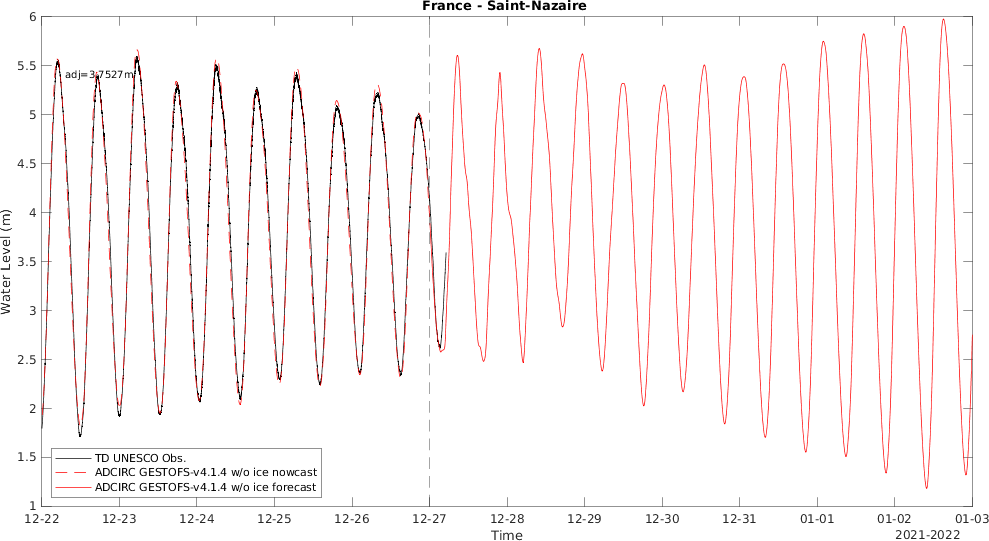 France - Saint-Nazaire
6
5.5
5
4.5
4
3.5
3
2.5
2
1.5
1
Water Level (m)
adj=3.7527m
TD UNESCO Obs.
ADCIRC GESTOFS-v4.1.4 w/o ice nowcast
ADCIRC GESTOFS-v4.1.4 w/o ice forecast
12-22 12-23 12-24 12-25 12-26 12-27 12-28 12-29 12-30 12-31 01-01 01-02 01-03
Time
2021-2022